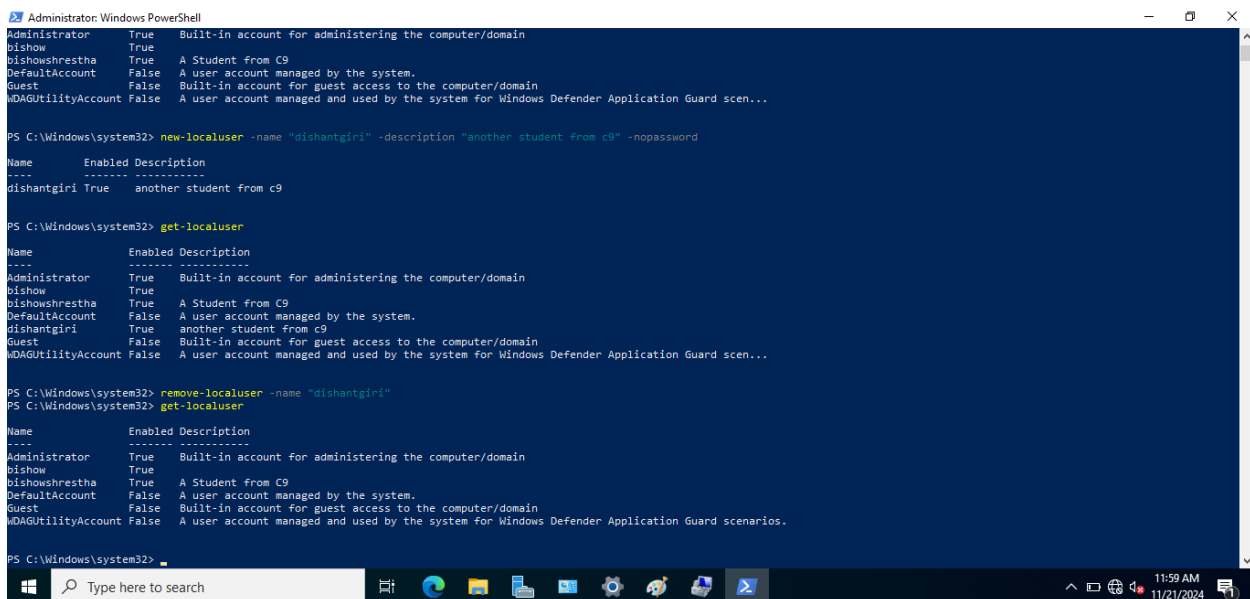 Administrator: Windows PowerShell
Administrator True Built-in account for administering the computer/domain
bishow True
bishowshrestha True A Student from C9
DefaultAccount False A user account managed by the system.
Guest False Built-in account for guest access to the computer/domain
WDAGUtilityAccount False A user account managed and used by the system for Windows Defender Application Guard scen...
PS C:\Windows\system32> new-localuser -name "dishantgiri" -description "another student from c9" -nopassword
Name Enabled Description
---- ------- -----------
dishantgiri True another student from c9
PS C:\Windows\system32> get-localuser
Name Enabled Description
---- ------- -----------
Administrator True Built-in account for administering the computer/domain
bishow True
bishowshrestha True A Student from C9
DefaultAccount False A user account managed by the system.
dishantgiri True another student from c9
Guest False Built-in account for guest access to the computer/domain
WDAGUtilityAccount False A user account managed and used by the system for Windows Defender Application Guard scen...
PS C:\Windows\system32> remove-localuser -name "dishantgiri"
PS C:\Windows\system32> get-localuser
Name Enabled Description
---- ------- -----------
Administrator True Built-in account for administering the computer/domain
bishow True
bishowshrestha True A Student from C9
DefaultAccount False A user account managed by the system.
Guest False Built-in account for guest access to the computer/domain
WDAGUtilityAccount False A user account managed and used by the system for Windows Defender Application Guard scenarios.
PS C:\Windows\system32>
Type here to search
11:59 AM
11/21/2024
1